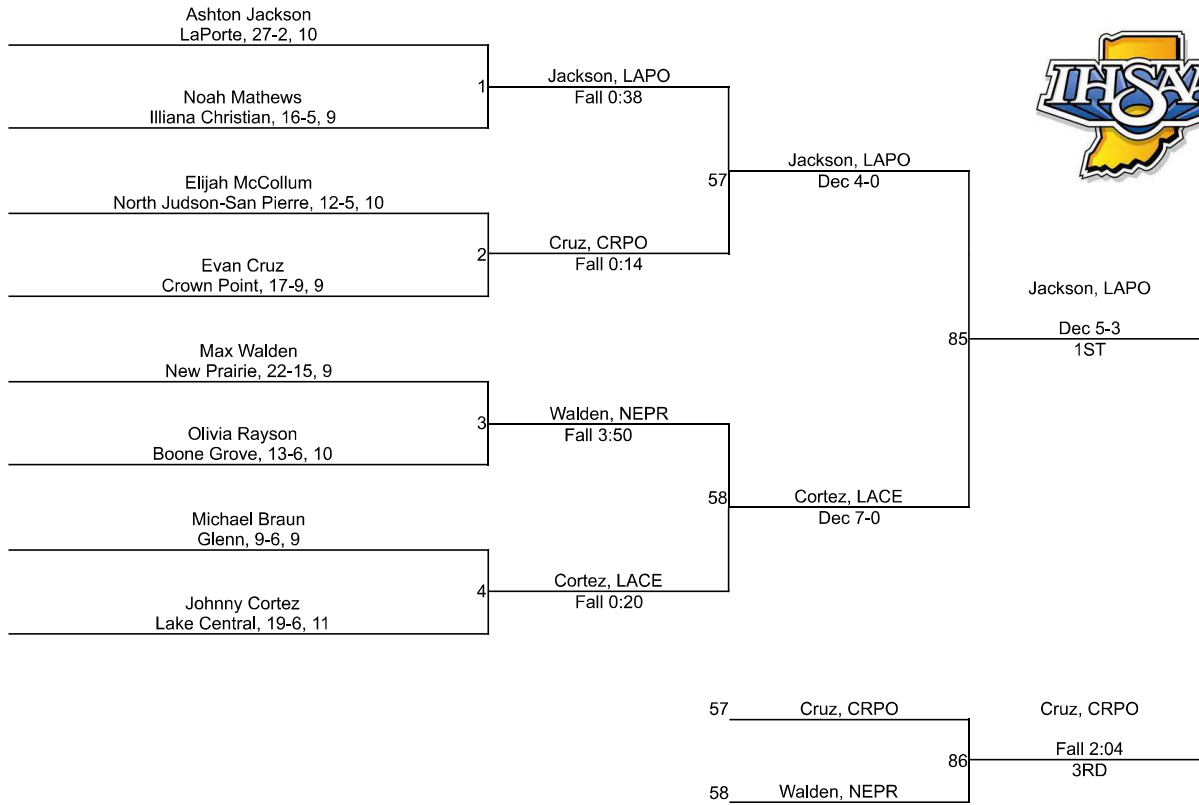 Ashton Jackson
LaPorte, 27-2, 10
Noah Mathews
Illiana Christian, 16-5, 9
Elijah McCollum
North Judson-San Pierre, 12-5, 10
Evan Cruz
Crown Point, 17-9, 9
Max Walden
New Prairie, 22-15, 9
Olivia Rayson
Boone Grove, 13-6, 10
Michael Braun
Glenn, 9-6, 9
Johnny Cortez
Lake Central, 19-6, 11
1
Jackson, LAPO
Fall 0:38
2
Cruz, CRPO
Fall 0:14
3
Walden, NEPR
Fall 3:50
4
Cortez, LACE
Fall 0:20
57
Jackson, LAPO
Dec 4-0
58
Cortez, LACE
Dec 7-0
85
Jackson, LAPO
Dec 5-3
1ST
57
Cruz, CRPO
58
Walden, NEPR
86
Cruz, CRPO
Fall 2:04
3RD
IHSAA